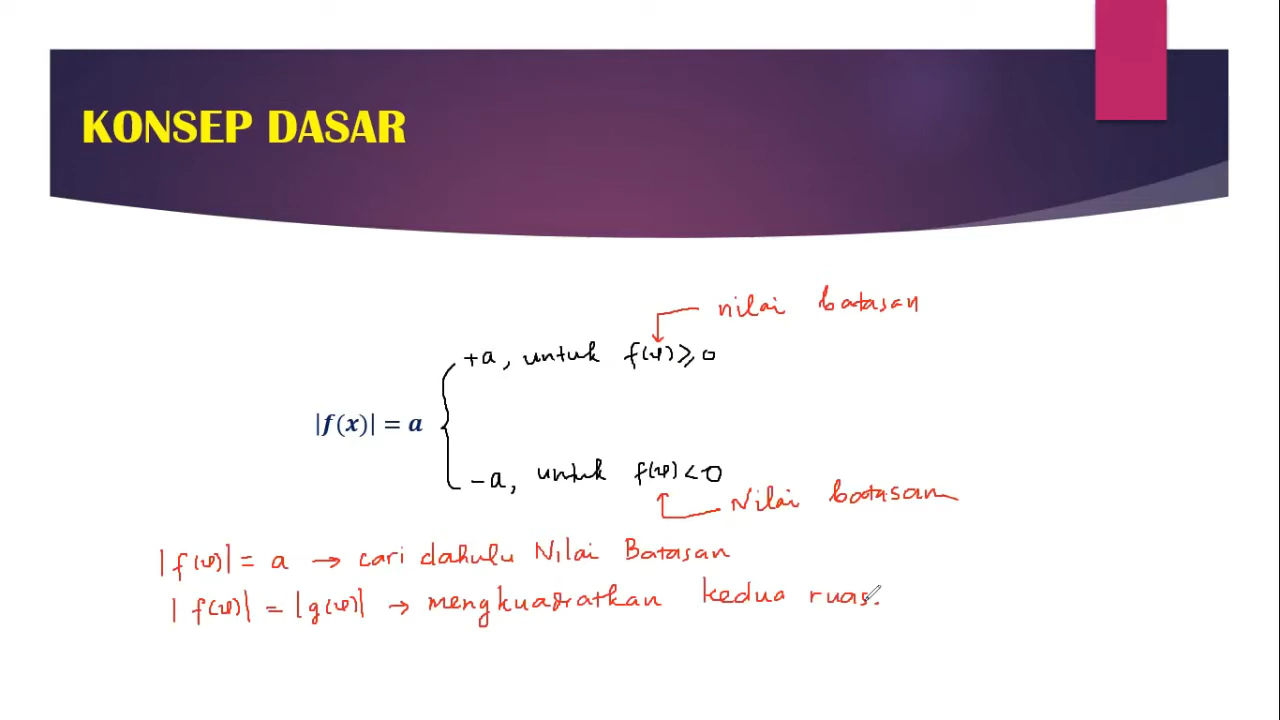 KONSEP DASAR
nilai batasan
+a, untuk f(x) ≥ 0
|f(x)| = a
-a, untuk f(x) < 0
Nilai batasan
|f(x)| = a → cari dahulu Nilai Batasan
|f(x)| = |g(x)| → mengkuadratkan kedua ruas.